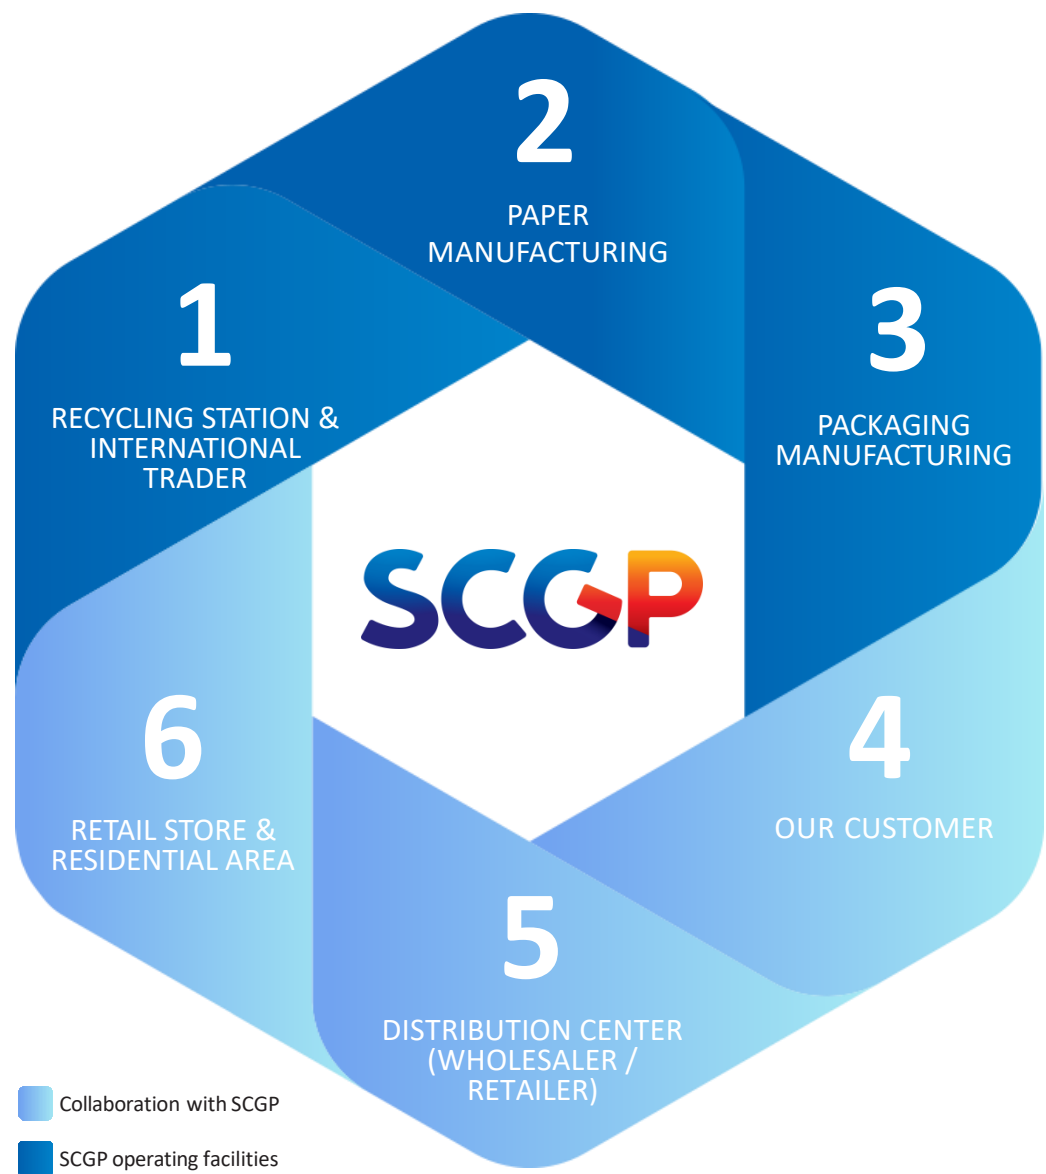 2
PAPER
MANUFACTURING
1
RECYCLING STATION &
INTERNATIONAL
TRADER
3
PACKAGING
MANUFACTURING
SCGP
6
RETAIL STORE &
RESIDENTIAL AREA
4
OUR CUSTOMER
5
DISTRIBUTION CENTER
(WHOLESALER /
RETAILER)
Collaboration with SCGP
SCGP operating facilities